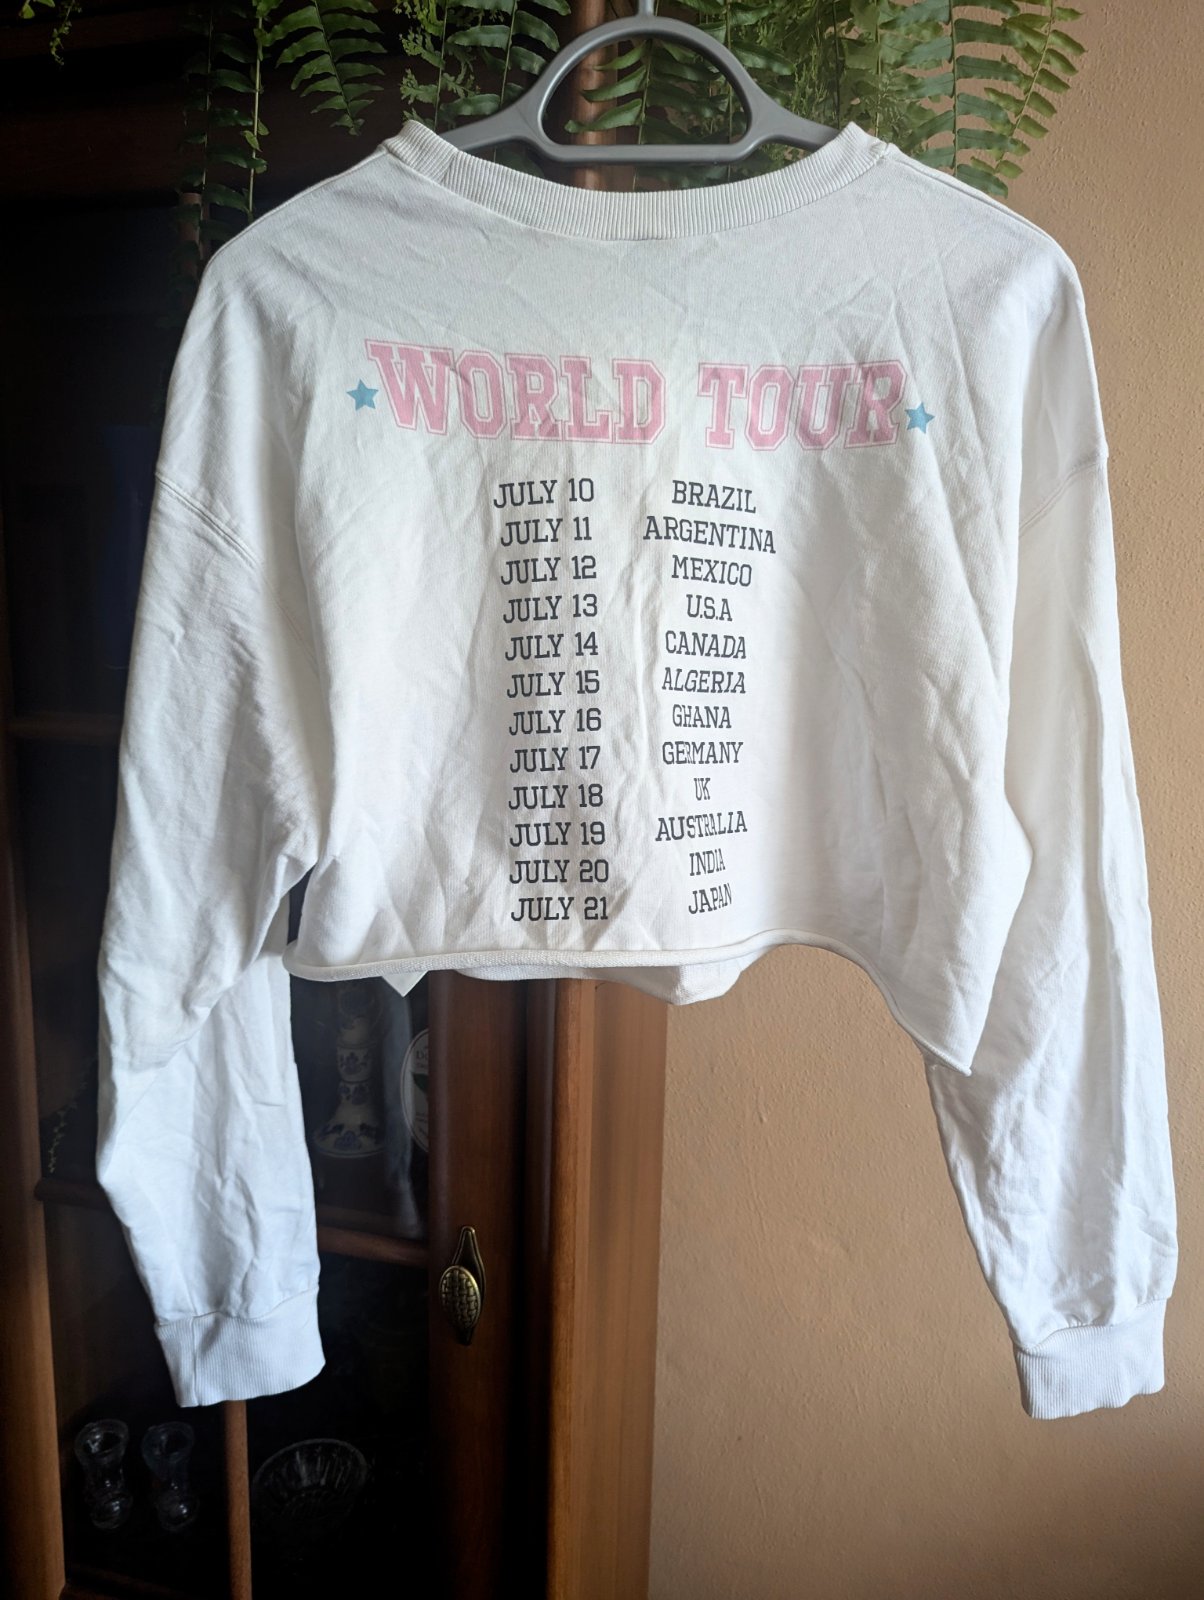 WORLD TOUR
JULY 10 BRAZIL
JULY 11 ARGENTINA
JULY 12 MEXICO
JULY 13 U.S.A
JULY 14 CANADA
JULY 15 ALGERIA
JULY 16 GHANA
JULY 17 GERMANY
JULY 18 UK
JULY 19 AUSTRALIA
JULY 20 INDIA
JULY 21 JAPAN